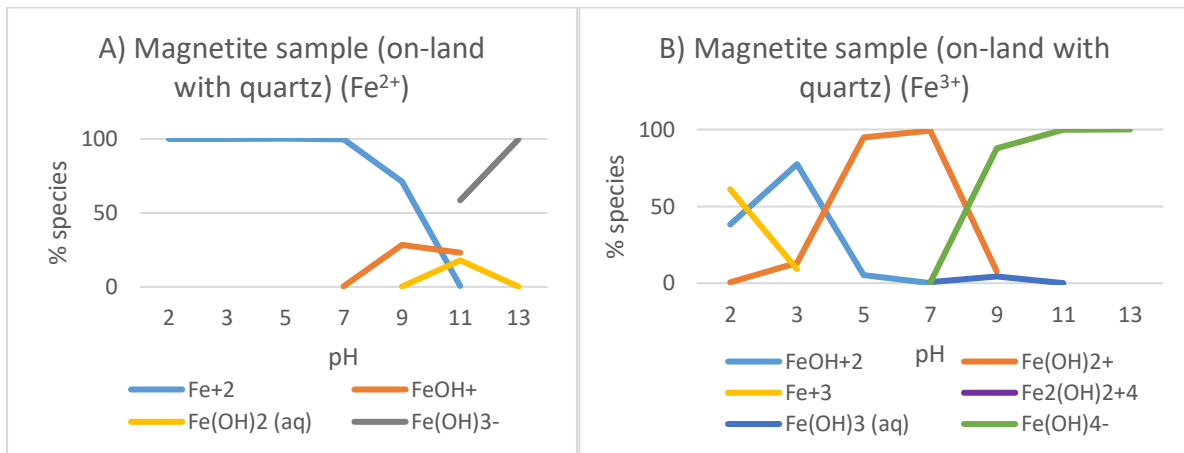 A) Magnetite sample (on-land
with quartz) (Fe²⁺)
100
50
0
% species
2 3 5 7 9 11 13
pH
Fe+2 FeOH+
Fe(OH)2 (aq) Fe(OH)3-
B) Magnetite sample (on-land with
quartz) (Fe³⁺)
100
50
0
% species
2 3 5 7 9 11 13
pH
FeOH+2 Fe(OH)2+
Fe+3 Fe2(OH)2+4
Fe(OH)3 (aq) Fe(OH)4-